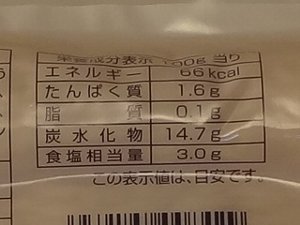 栄養成分表示 100g当り
エネルギー 66kcal
たんぱく質 1.6g
脂質 0.1g
炭水化物 14.7g
食塩相当量 3.0g
この表示値は、目安です。